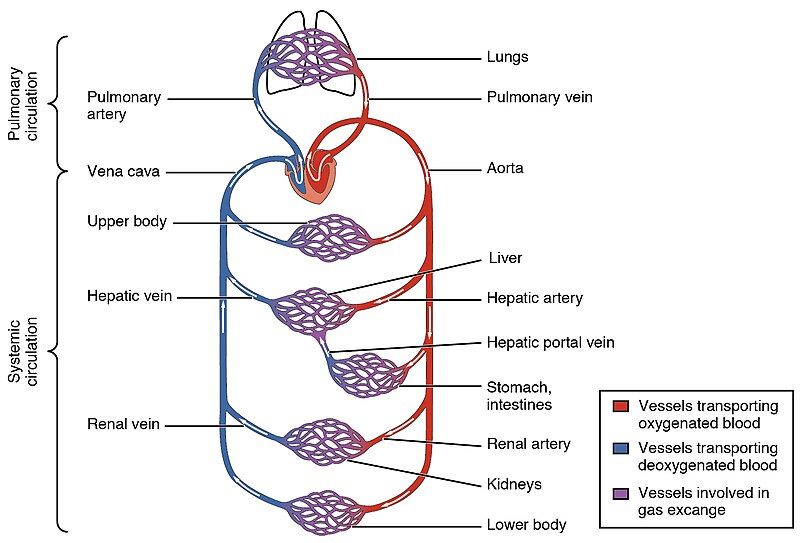 Pulmonary
circulation
Systemic
circulation
Pulmonary
artery
Vena cava
Upper body
Hepatic vein
Renal vein
Lungs
Pulmonary vein
Aorta
Liver
Hepatic artery
Hepatic portal vein
Stomach,
intestines
Renal artery
Kidneys
Lower body
Vessels transporting
oxygenated blood
Vessels transporting
deoxygenated blood
Vessels involved in
gas excange